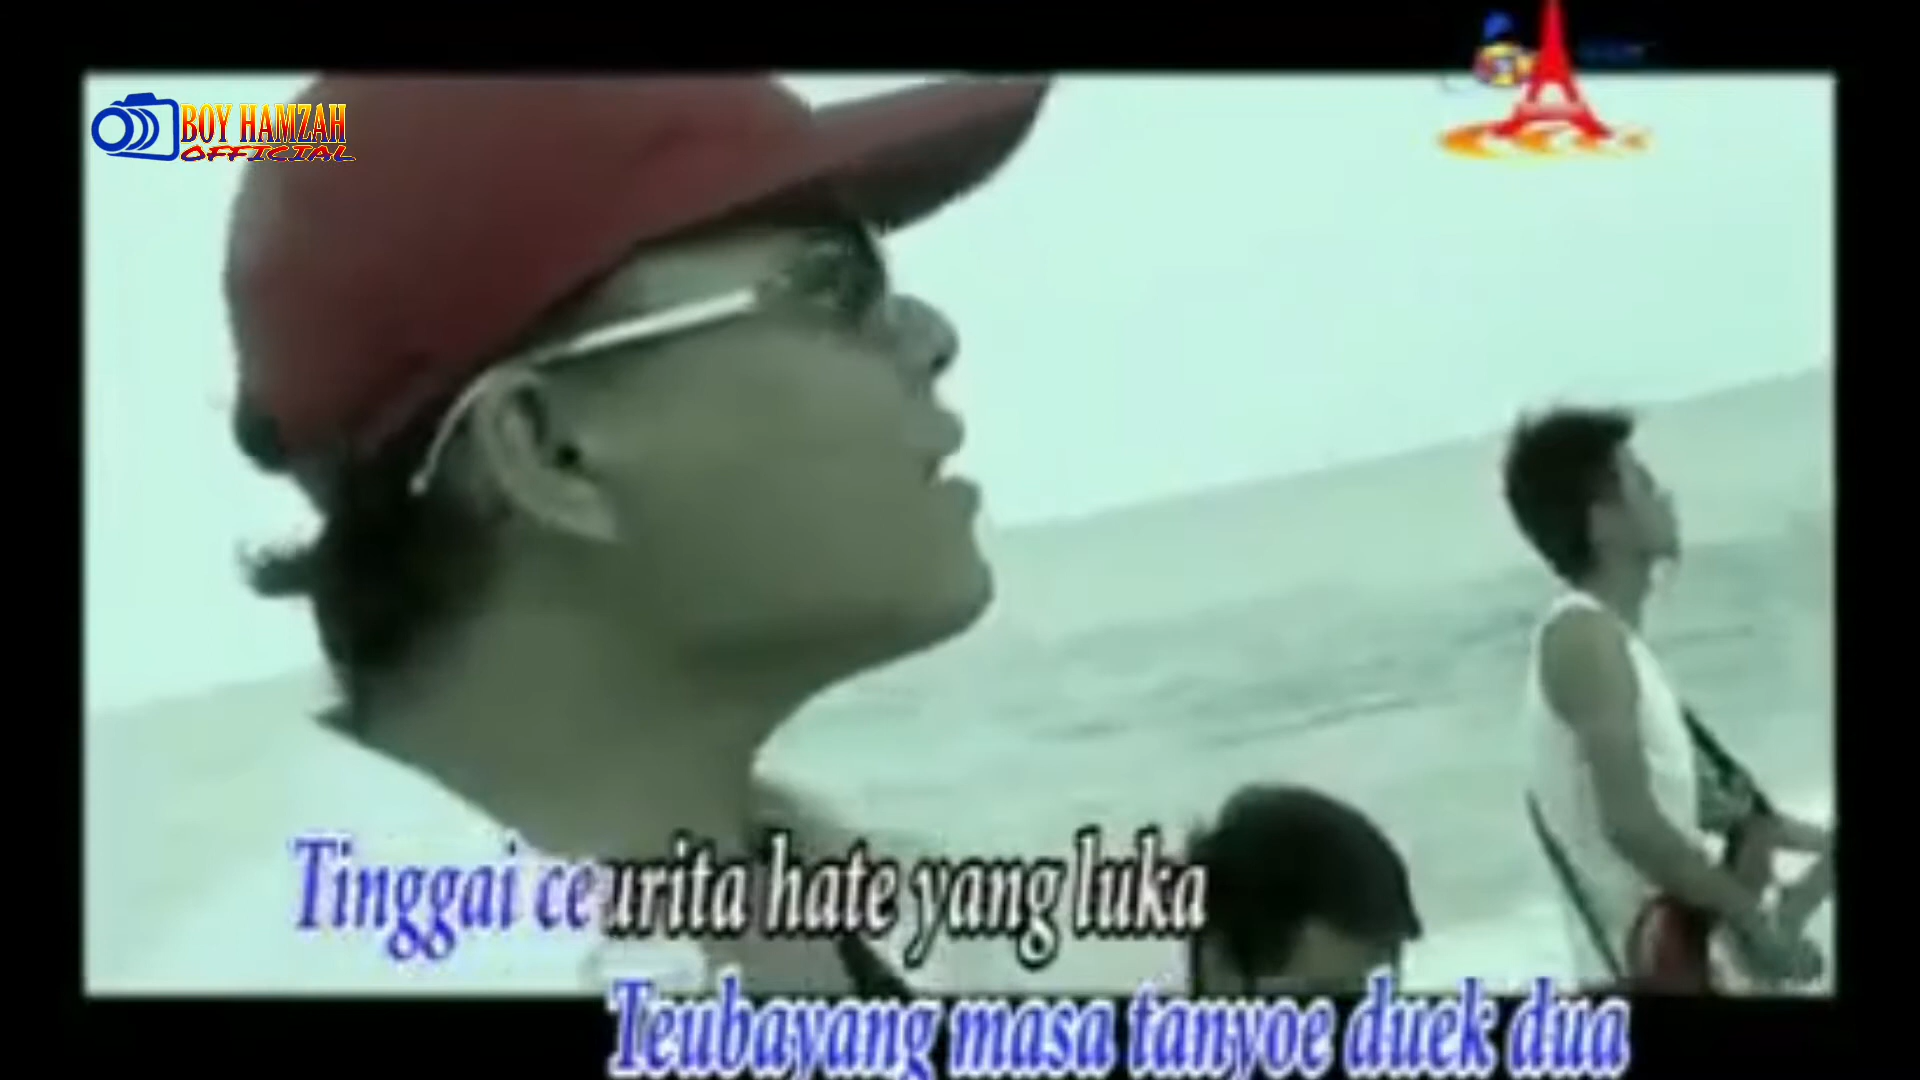 BOY HAMZAH
OFFICIAL
Tinggai ceurita hate yang luka
Teubayang masa tanyoe duek dua